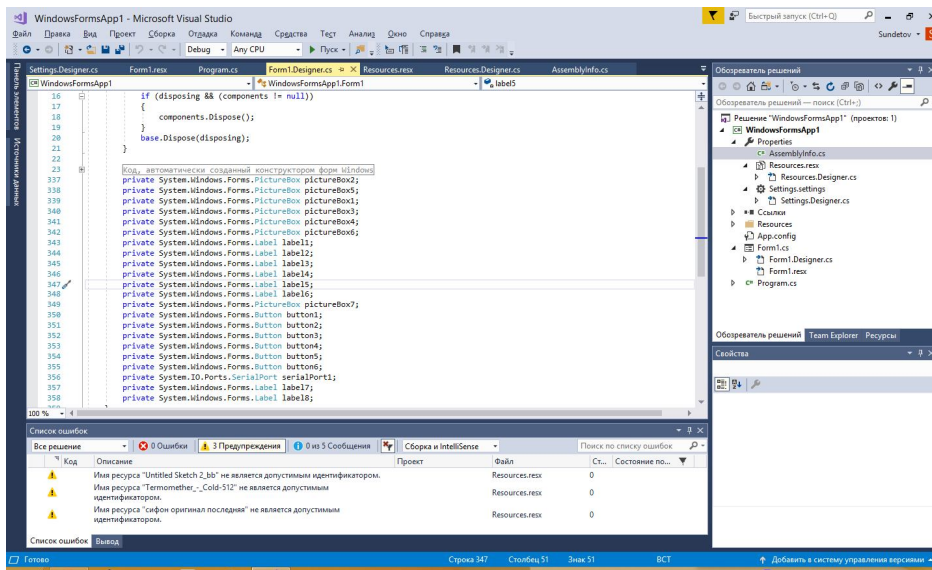 WindowsFormsApp1 - Microsoft Visual Studio
Быстрый запуск (Ctrl+Q)
Файл Правка Вид Проект Сборка Отладка Команда Средства Тест Анализ Окно Справка
Sundetov
Debug Any CPU Пуск
Панель элементов
Источники данных
Settings.Designer.cs Form1.resx Program.cs Form1.Designer.cs Resources.resx Resources.Designer.cs AssemblyInfo.cs
WindowsFormsApp1 WindowsFormsApp1.Form1 label5
16 if (disposing && (components != null))
17 {
18 components.Dispose();
19 }
20 base.Dispose(disposing);
21 }
22
23 Код, автоматически созданный конструктором форм Windows
337 private System.Windows.Forms.PictureBox pictureBox2;
338 private System.Windows.Forms.PictureBox pictureBox5;
339 private System.Windows.Forms.PictureBox pictureBox1;
340 private System.Windows.Forms.PictureBox pictureBox3;
341 private System.Windows.Forms.PictureBox pictureBox4;
342 private System.Windows.Forms.PictureBox pictureBox6;
343 private System.Windows.Forms.Label label1;
344 private System.Windows.Forms.Label label2;
345 private System.Windows.Forms.Label label3;
346 private System.Windows.Forms.Label label4;
347 private System.Windows.Forms.Label label5;
348 private System.Windows.Forms.Label label6;
349 private System.Windows.Forms.PictureBox pictureBox7;
350 private System.Windows.Forms.Button button1;
351 private System.Windows.Forms.Button button2;
352 private System.Windows.Forms.Button button3;
353 private System.Windows.Forms.Button button4;
354 private System.Windows.Forms.Button button5;
355 private System.Windows.Forms.Button button6;
356 private System.IO.Ports.SerialPort serialPort1;
357 private System.Windows.Forms.Label label7;
358 private System.Windows.Forms.Label label8;
100 %
Обозреватель решений
Обозреватель решений — поиск (Ctrl+;)
Решение "WindowsFormsApp1" (проектов: 1)
WindowsFormsApp1
Properties
AssemblyInfo.cs
Resources.resx
Resources.Designer.cs
Settings.settings
Settings.Designer.cs
Ссылки
Resources
App.config
Form1.cs
Form1.Designer.cs
Form1.resx
Program.cs
Обозреватель решений Team Explorer Ресурсы
Свойства
Список ошибок
Все решение 0 Ошибки 3 Предупреждения 0 из 5 Сообщения Сборка и IntelliSense Поиск по списку ошибок
Код Описание Проект Файл Ст... Состояние по...
Имя ресурса "Untitled Sketch 2_bb" не является допустимым идентификатором. Resources.resx 0
Имя ресурса "Termomether_-_Cold-512" не является допустимым
идентификатором. Resources.resx 0
Имя ресурса "сифон оригинал последняя" не является допустимым
идентификатором. Resources.resx 0
Список ошибок Вывод
Готово Строка 347 Столбец 51 Знак 51 ВСТ Добавить в систему управления версиями